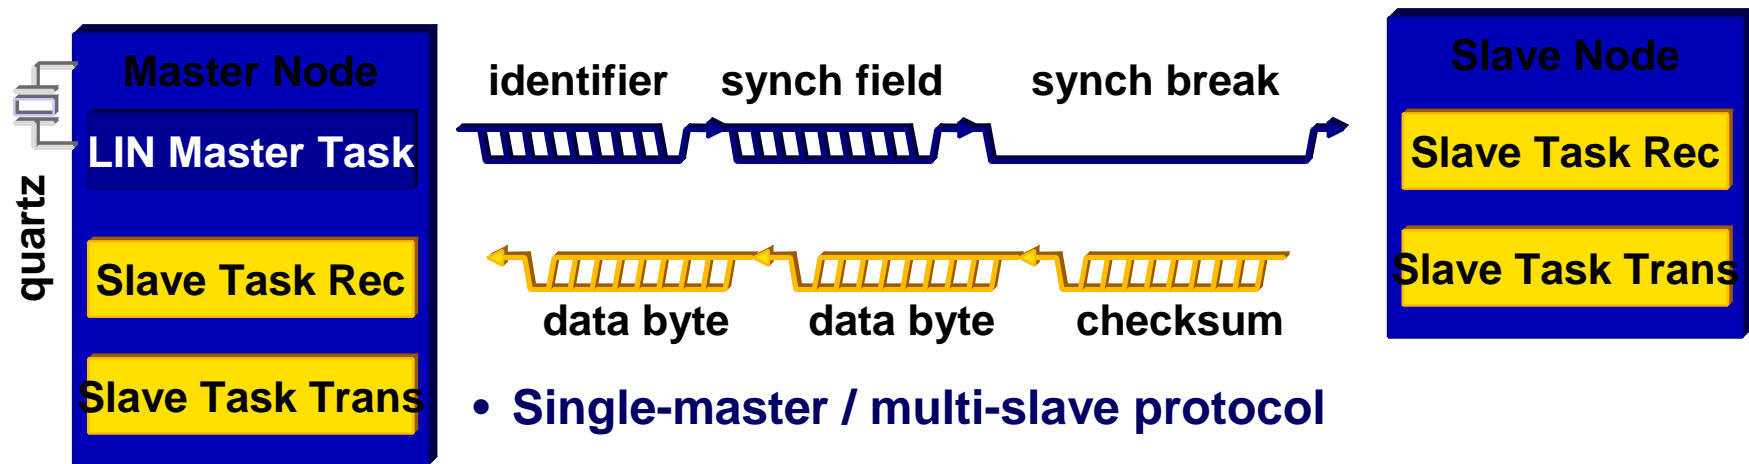 Master Node
LIN Master Task
Slave Task Rec
Slave Task Trans
quartz
identifier synch field synch break
data byte data byte checksum
• Single-master / multi-slave protocol
Slave Node
Slave Task Rec
Slave Task Trans